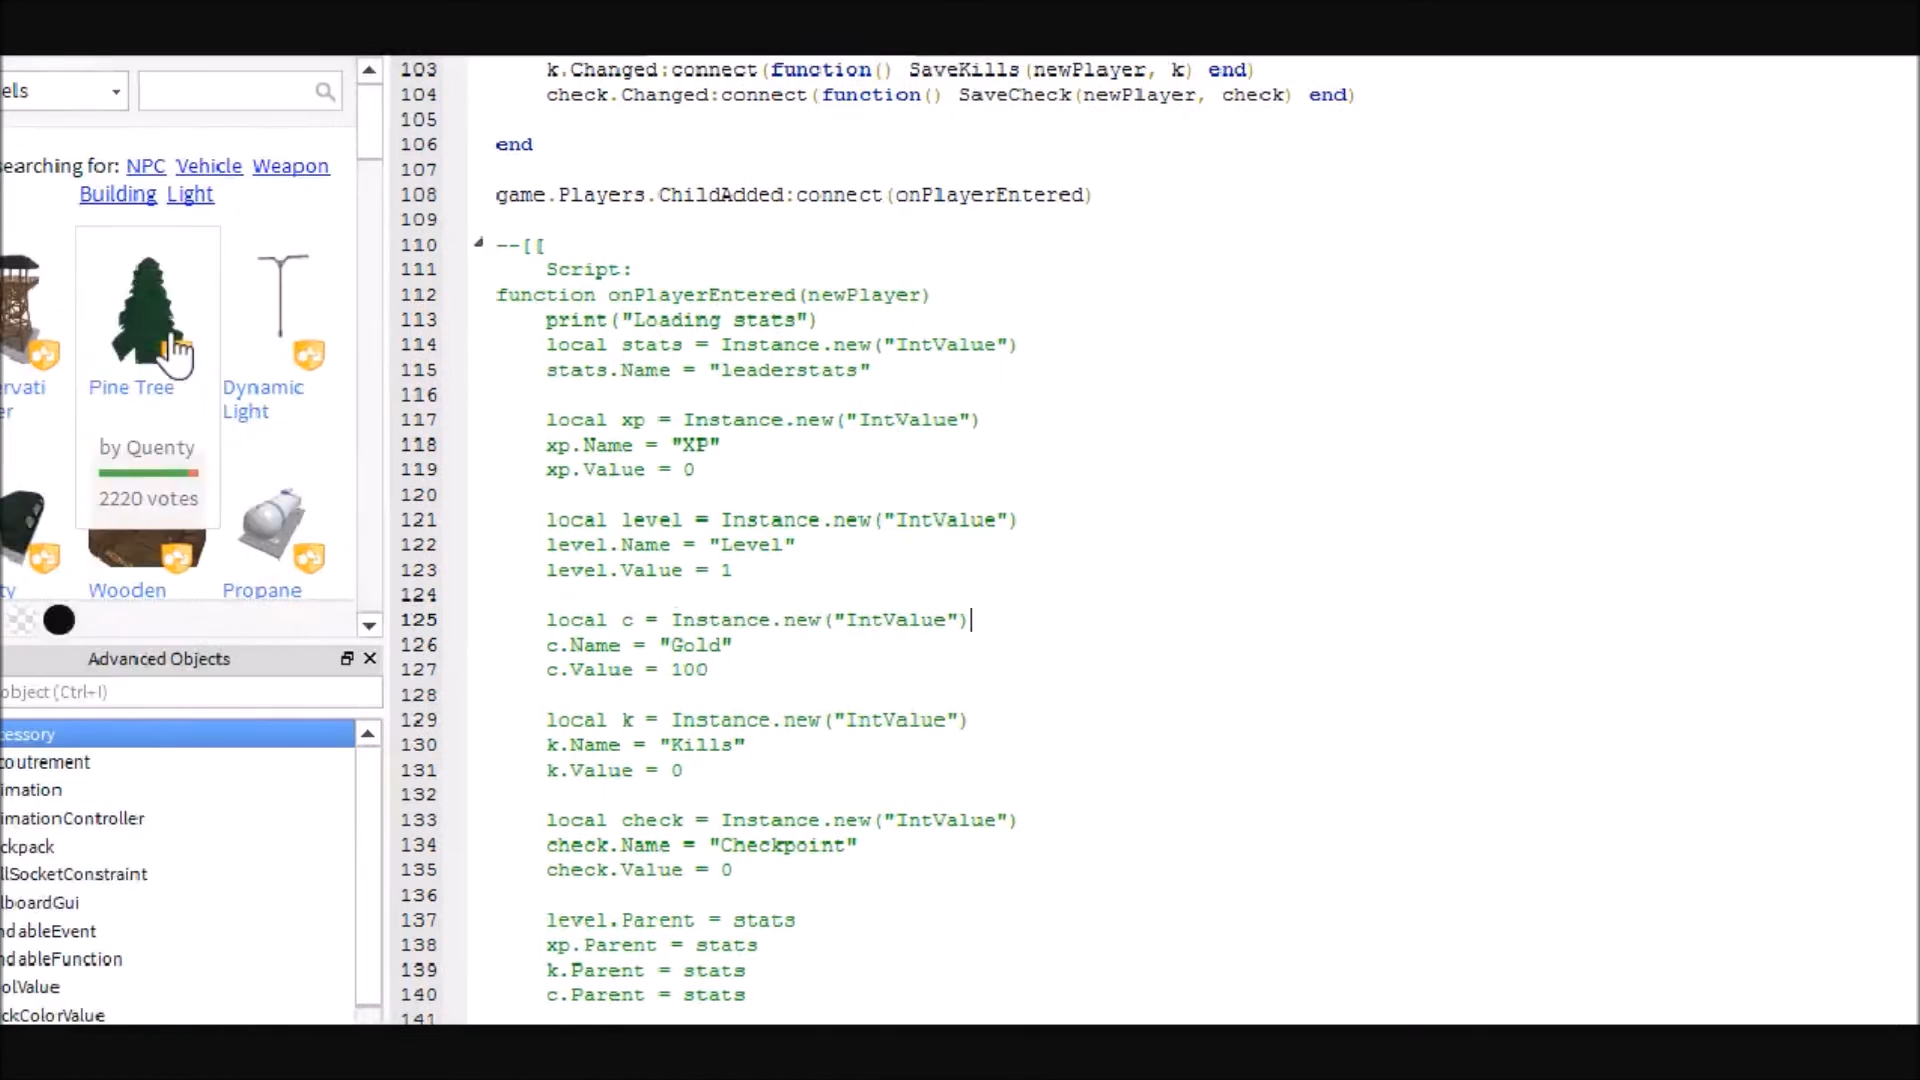 els
searching for: NPC Vehicle Weapon
Building Light
rvati
er
Pine Tree
Dynamic
Light
by Quenty
2220 votes
ty
Wooden
Propane
Advanced Objects
object (Ctrl+I)
cessory
coutrement
imation
imationController
ckpack
llSocketConstraint
lboardGui
ndableEvent
ndableFunction
olValue
ckColorValue
103 k.Changed:connect(function() SaveKills(newPlayer, k) end)
104 check.Changed:connect(function() SaveCheck(newPlayer, check) end)
105
106 end
107
108 game.Players.ChildAdded:connect(onPlayerEntered)
109
110 --[[
111 Script:
112 function onPlayerEntered(newPlayer)
113 print("Loading stats")
114 local stats = Instance.new("IntValue")
115 stats.Name = "leaderstats"
116
117 local xp = Instance.new("IntValue")
118 xp.Name = "XP"
119 xp.Value = 0
120
121 local level = Instance.new("IntValue")
122 level.Name = "Level"
123 level.Value = 1
124
125 local c = Instance.new("IntValue")
126 c.Name = "Gold"
127 c.Value = 100
128
129 local k = Instance.new("IntValue")
130 k.Name = "Kills"
131 k.Value = 0
132
133 local check = Instance.new("IntValue")
134 check.Name = "Checkpoint"
135 check.Value = 0
136
137 level.Parent = stats
138 xp.Parent = stats
139 k.Parent = stats
140 c.Parent = stats
141